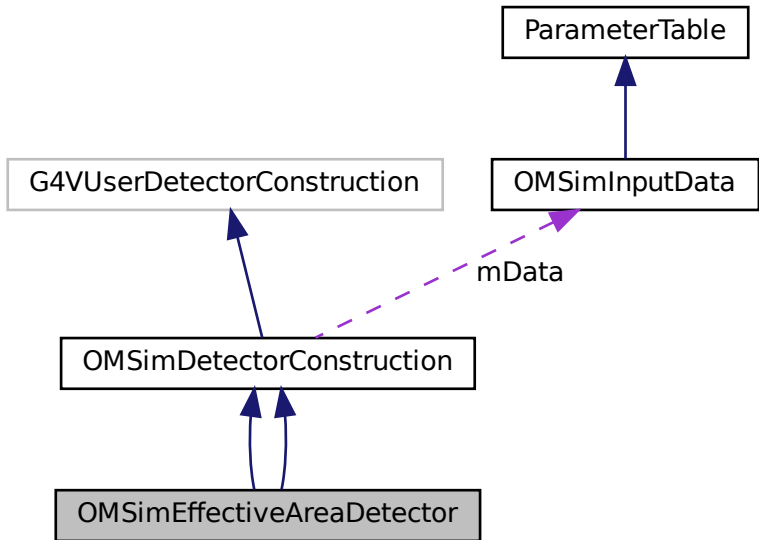 ParameterTable
G4VUserDetectorConstruction
OMSimInputData
mData
OMSimDetectorConstruction
OMSimEffectiveAreaDetector